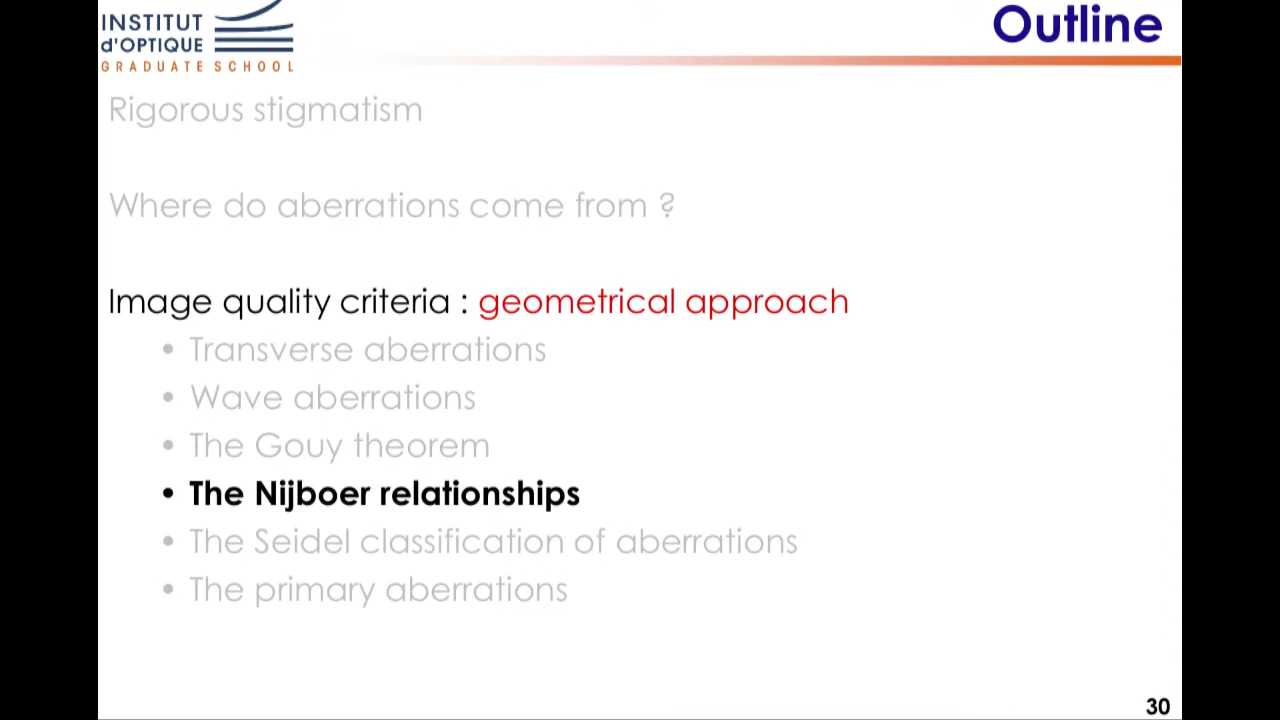 INSTITUT
d'OPTIQUE
GRADUATE SCHOOL
Outline
Rigorous stigmatism
Where do aberrations come from ?
Image quality criteria : geometrical approach
• Transverse aberrations
• Wave aberrations
• The Gouy theorem
• The Nijboer relationships
• The Seidel classification of aberrations
• The primary aberrations
30